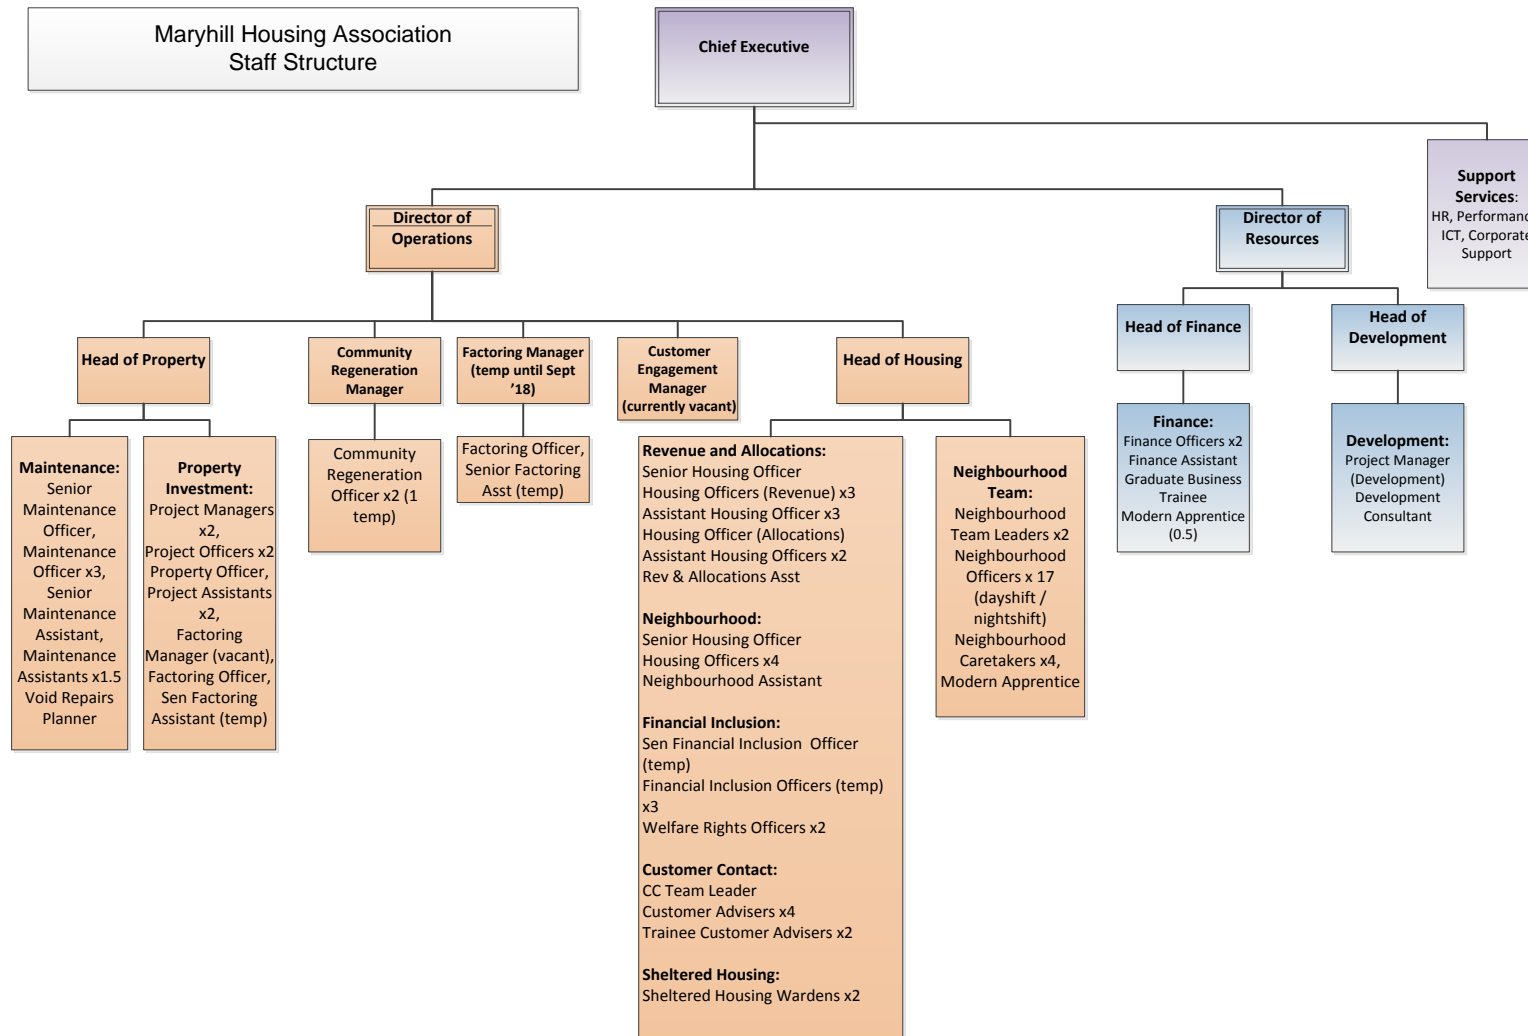 Maryhill Housing Association
Staff Structure
Chief Executive
Support
Services:
HR, Performanc
ICT, Corporate
Support
Director of
Operations
Director of
Resources
Head of Property
Community
Regeneration
Manager
Factoring Manager
(temp until Sept
’18)
Customer
Engagement
Manager
(currently vacant)
Head of Housing
Head of Finance
Head of
Development
Maintenance:
Senior
Maintenance
Officer,
Maintenance
Officer x3,
Senior
Maintenance
Assistant,
Maintenance
Assistants x1.5
Void Repairs
Planner
Property
Investment:
Project Managers
x2,
Project Officers x2
Property Officer,
Project Assistants
x2,
Factoring
Manager (vacant),
Factoring Officer,
Sen Factoring
Assistant (temp)
Community
Regeneration
Officer x2 (1
temp)
Factoring Officer,
Senior Factoring
Asst (temp)
Revenue and Allocations:
Senior Housing Officer
Housing Officers (Revenue) x3
Assistant Housing Officer x3
Housing Officer (Allocations)
Assistant Housing Officers x2
Rev & Allocations Asst
Neighbourhood:
Senior Housing Officer
Housing Officers x4
Neighbourhood Assistant
Financial Inclusion:
Sen Financial Inclusion  Officer
(temp)
Financial Inclusion Officers (temp)
x3
Welfare Rights Officers x2
Customer Contact:
CC Team Leader
Customer Advisers x4
Trainee Customer Advisers x2
Sheltered Housing:
Sheltered Housing Wardens x2
Neighbourhood
Team:
Neighbourhood
Team Leaders x2
Neighbourhood
Officers x 17
(dayshift /
nightshift)
Neighbourhood
Caretakers x4,
Modern Apprentice
Finance:
Finance Officers x2
Finance Assistant
Graduate Business
Trainee
Modern Apprentice
(0.5)
Development:
Project Manager
(Development)
Development
Consultant